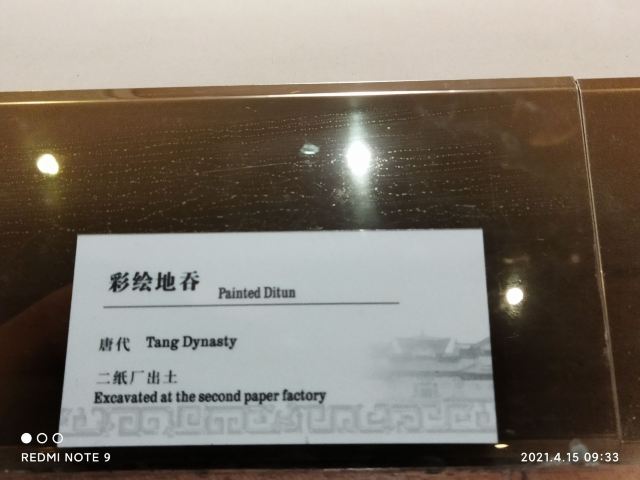 彩绘地吞 Painted Ditun
唐代 Tang Dynasty
二纸厂出土
Excavated at the second paper factory
REDMI NOTE 9 2021.4.15 09:33